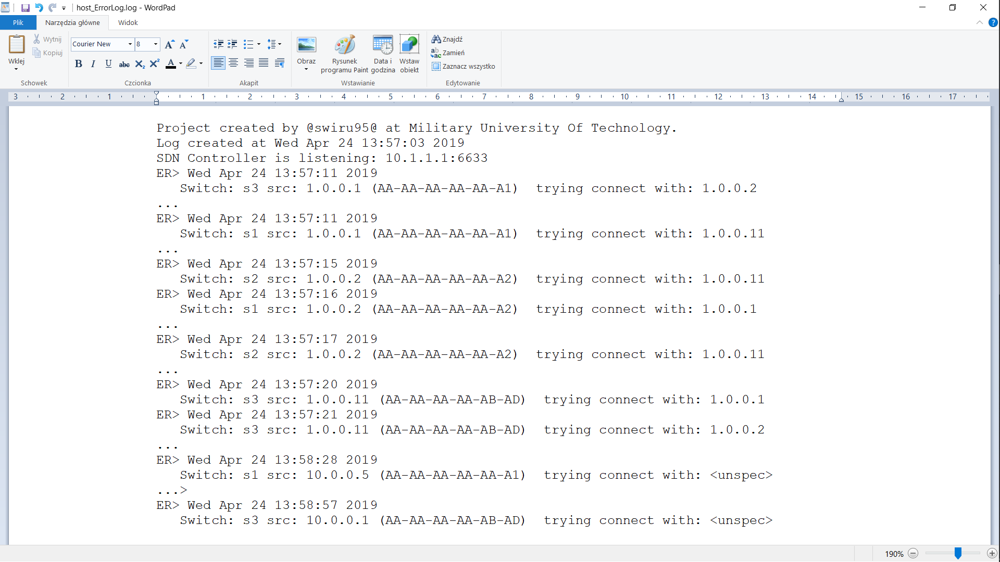 host_ErrorLog.log - WordPad
Plik Narzędzia główne Widok
Wklej
Wytnij
Kopiuj
Schowek
Courier New 8
B I U abc X₂ X² A
Czcionka
Akapit
Obraz
Rysunek programu Paint
Data i godzina
Wstaw obiekt
Wstawianie
Znajdź
Zamień
Zaznacz wszystko
Edytowanie
3 2 1 1 2 3 4 5 6 7 8 9 10 11 12 13 14 15 16 17
Project created by @swiru95@ at Military University Of Technology.
Log created at Wed Apr 24 13:57:03 2019
SDN Controller is listening: 10.1.1.1:6633
ER> Wed Apr 24 13:57:11 2019
Switch: s3 src: 1.0.0.1 (AA-AA-AA-AA-AA-A1) trying connect with: 1.0.0.2
...
ER> Wed Apr 24 13:57:11 2019
Switch: s1 src: 1.0.0.1 (AA-AA-AA-AA-AA-A1) trying connect with: 1.0.0.11
...
ER> Wed Apr 24 13:57:15 2019
Switch: s2 src: 1.0.0.2 (AA-AA-AA-AA-AA-A2) trying connect with: 1.0.0.11
ER> Wed Apr 24 13:57:16 2019
Switch: s1 src: 1.0.0.2 (AA-AA-AA-AA-AA-A2) trying connect with: 1.0.0.1
...
ER> Wed Apr 24 13:57:17 2019
Switch: s2 src: 1.0.0.2 (AA-AA-AA-AA-AA-A2) trying connect with: 1.0.0.11
...
ER> Wed Apr 24 13:57:20 2019
Switch: s3 src: 1.0.0.11 (AA-AA-AA-AA-AB-AD) trying connect with: 1.0.0.1
ER> Wed Apr 24 13:57:21 2019
Switch: s3 src: 1.0.0.11 (AA-AA-AA-AA-AB-AD) trying connect with: 1.0.0.2
...
ER> Wed Apr 24 13:58:28 2019
Switch: s1 src: 10.0.0.5 (AA-AA-AA-AA-AA-A1) trying connect with: <unspec>
...>
ER> Wed Apr 24 13:58:57 2019
Switch: s3 src: 10.0.0.1 (AA-AA-AA-AA-AB-AD) trying connect with: <unspec>
190%